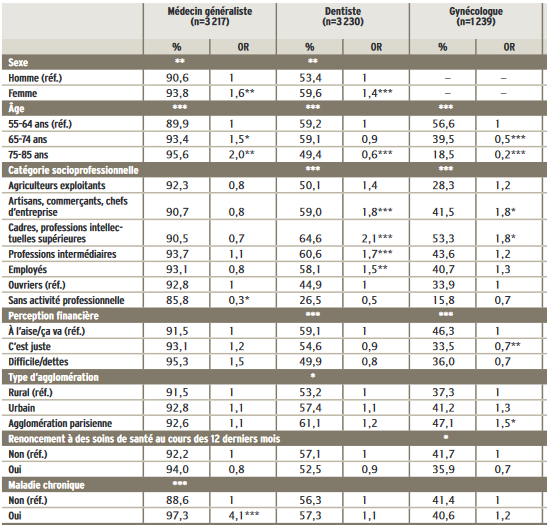 Médecin généraliste Dentiste Gynécologue
(n=3 217) (n=3 230) (n=1 239)
% OR % OR % OR
Sexe ** **
Homme (réf.) 90,6 1 53,4 1 – –
Femme 93,8 1,6** 59,6 1,4*** – –
Âge *** *** ***
55-64 ans (réf.) 89,9 1 59,2 1 56,6 1
65-74 ans 93,4 1,5* 59,1 0,9 39,5 0,5***
75-85 ans 95,6 2,0** 49,4 0,6*** 18,5 0,2***
Catégorie socioprofessionnelle *** ***
Agriculteurs exploitants 92,3 0,8 50,1 1,4 28,3 1,2
Artisans, commerçants, chefs
d'entreprise 90,7 0,8 59,0 1,8*** 41,5 1,8*
Cadres, professions intellec-
tuelles supérieures 90,5 0,7 64,6 2,1*** 53,3 1,8*
Professions intermédiaires 93,7 1,1 60,6 1,7*** 43,6 1,2
Employés 93,1 0,8 58,1 1,5** 40,7 1,3
Ouvriers (réf.) 92,8 1 44,9 1 33,9 1
Sans activité professionnelle 85,8 0,3* 26,5 0,5 15,8 0,7
Perception financière *** ***
À l'aise/ça va (réf.) 91,5 1 59,1 1 46,3 1
C'est juste 93,1 1,2 54,6 0,9 33,5 0,7**
Difficile/dettes 95,3 1,5 49,9 0,8 36,0 0,7
Type d'agglomération *
Rural (réf.) 91,5 1 53,2 1 37,3 1
Urbain 92,8 1,1 57,4 1,1 41,2 1,3
Agglomération parisienne 92,6 1,1 61,1 1,2 47,1 1,5*
Renoncement à des soins de santé au cours des 12 derniers mois *
Non (réf.) 92,2 1 57,1 1 41,7 1
Oui 94,0 0,8 52,5 0,9 35,9 0,7
Maladie chronique ***
Non (réf.) 88,6 1 56,3 1 41,4 1
Oui 97,3 4,1*** 57,3 1,1 40,6 1,2